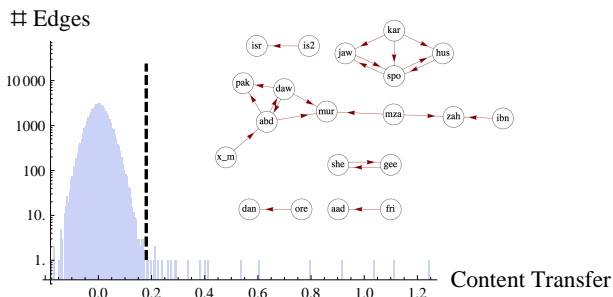 # Edges
kar
isr is2 jaw hus
spo
pak daw
mur mza zah ibn
abd
x_m
she gee
dan ore aad fri
10 000
1000
100
10.
1.
0.0 0.2 0.4 0.6 0.8 1.0 1.2
Content Transfer